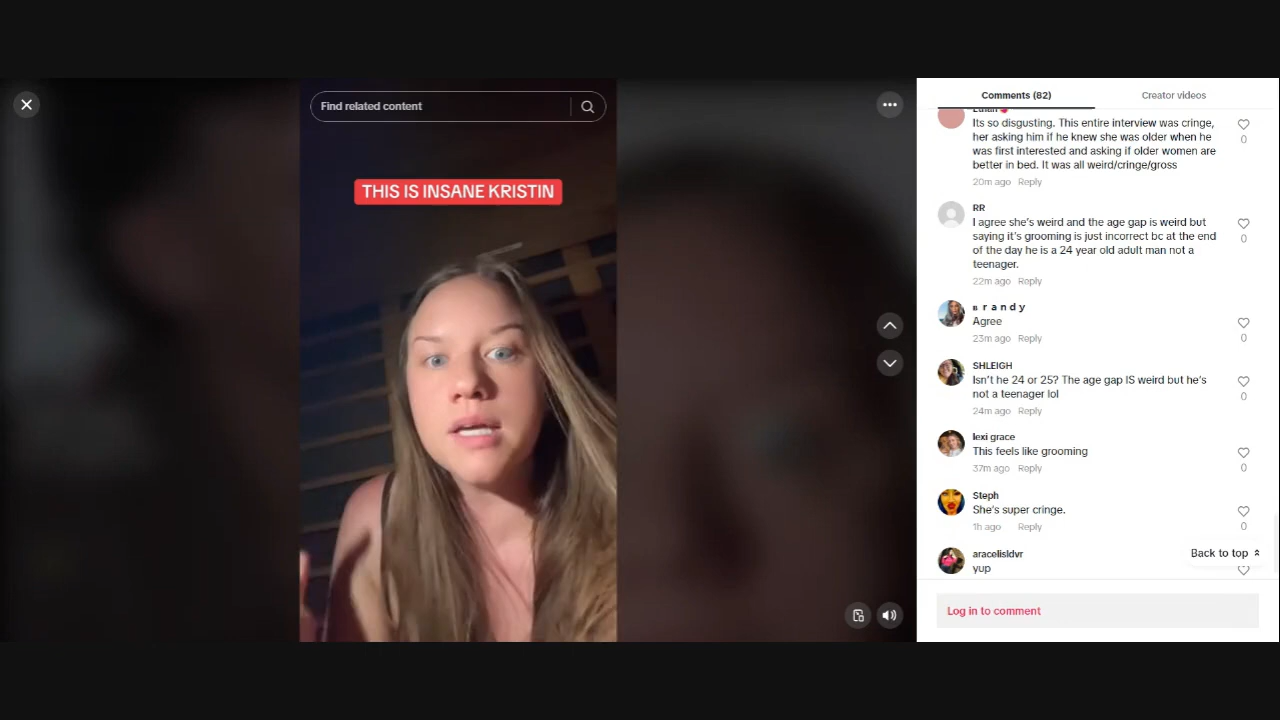 Find related content
THIS IS INSANE KRISTIN
Comments (82)
Creator videos
Its so disgusting. This entire interview was cringe,
her asking him if he knew she was older when he
was first interested and asking if older women are
better in bed. It was all weird/cringe/gross
20m ago Reply
0
RR
I agree she's weird and the age gap is weird but
saying it's grooming is just incorrect bc at the end
of the day he is a 24 year old adult man not a
teenager.
22m ago Reply
0
ʙ r a n d y
Agree
23m ago Reply
0
SHLEIGH
Isn't he 24 or 25? The age gap IS weird but he's
not a teenager lol
24m ago Reply
0
lexi grace
This feels like grooming
37m ago Reply
0
Steph
She's super cringe.
1h ago Reply
0
aracelisldvr
yup
Back to top
Log in to comment